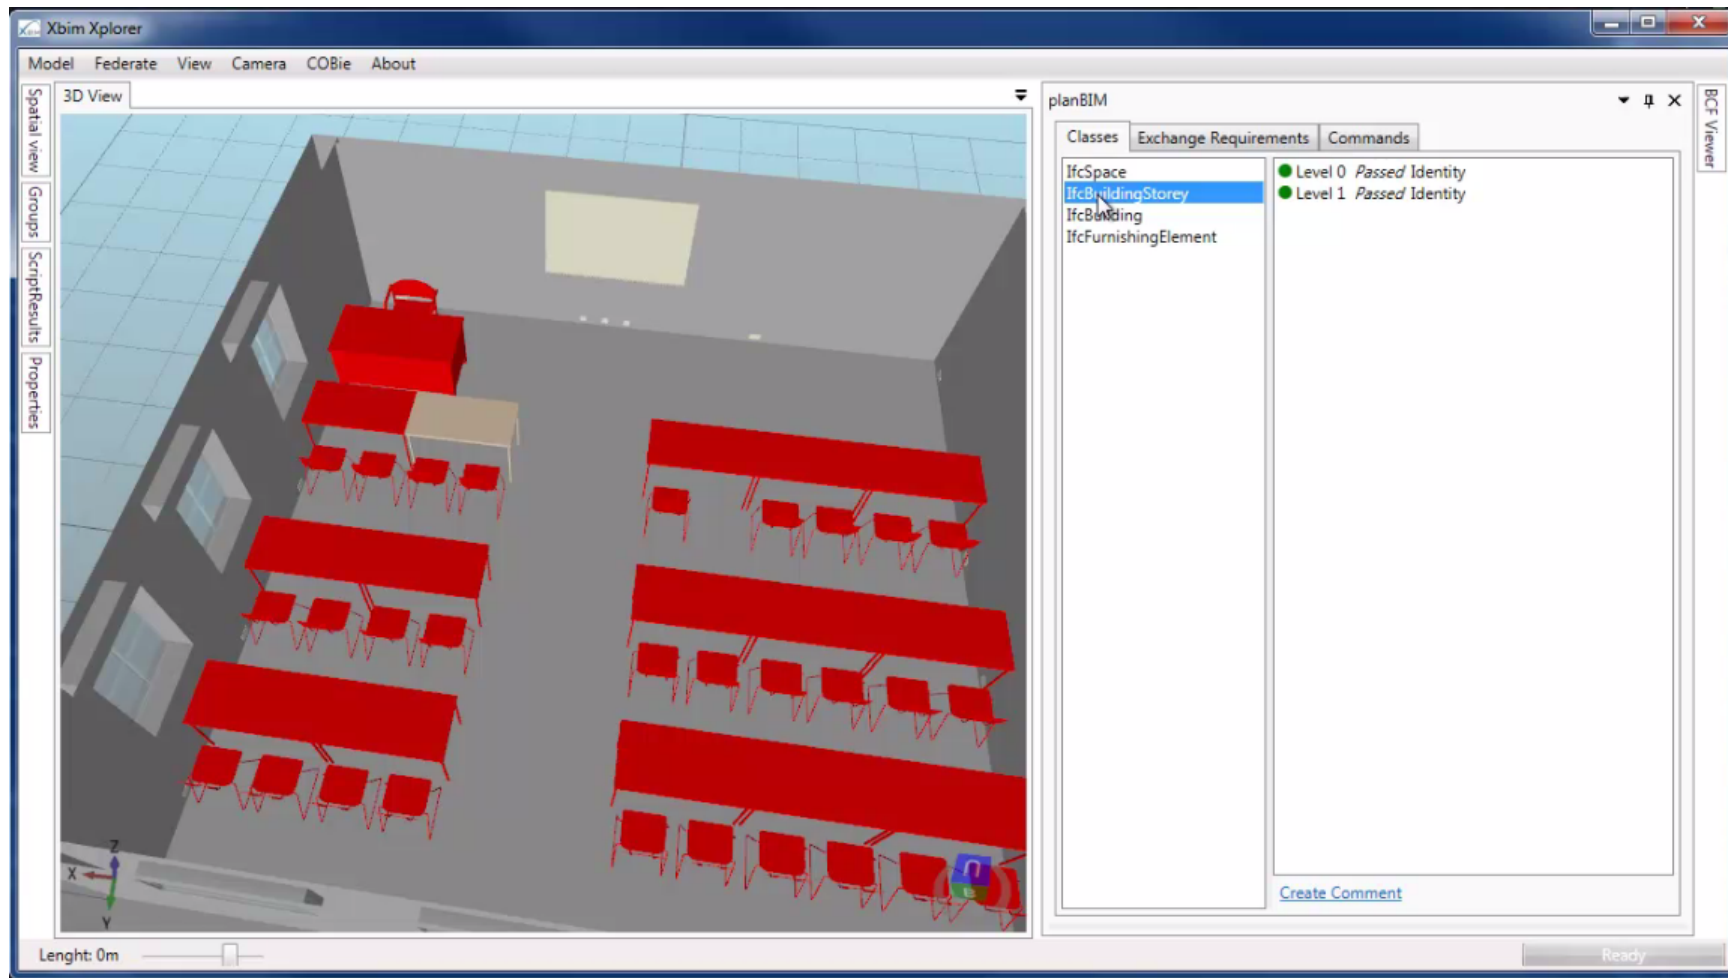 Xbim Xplorer
Model Federate View Camera COBie About
Spatial view
Groups
ScriptResults
Properties
3D View
planBIM
Classes Exchange Requirements Commands
IfcSpace
IfcBuildingStorey
IfcBuilding
IfcFurnishingElement
Level 0 Passed Identity
Level 1 Passed Identity
Create Comment
BCF Viewer
Z
X
Y
Lenght: 0m
Ready